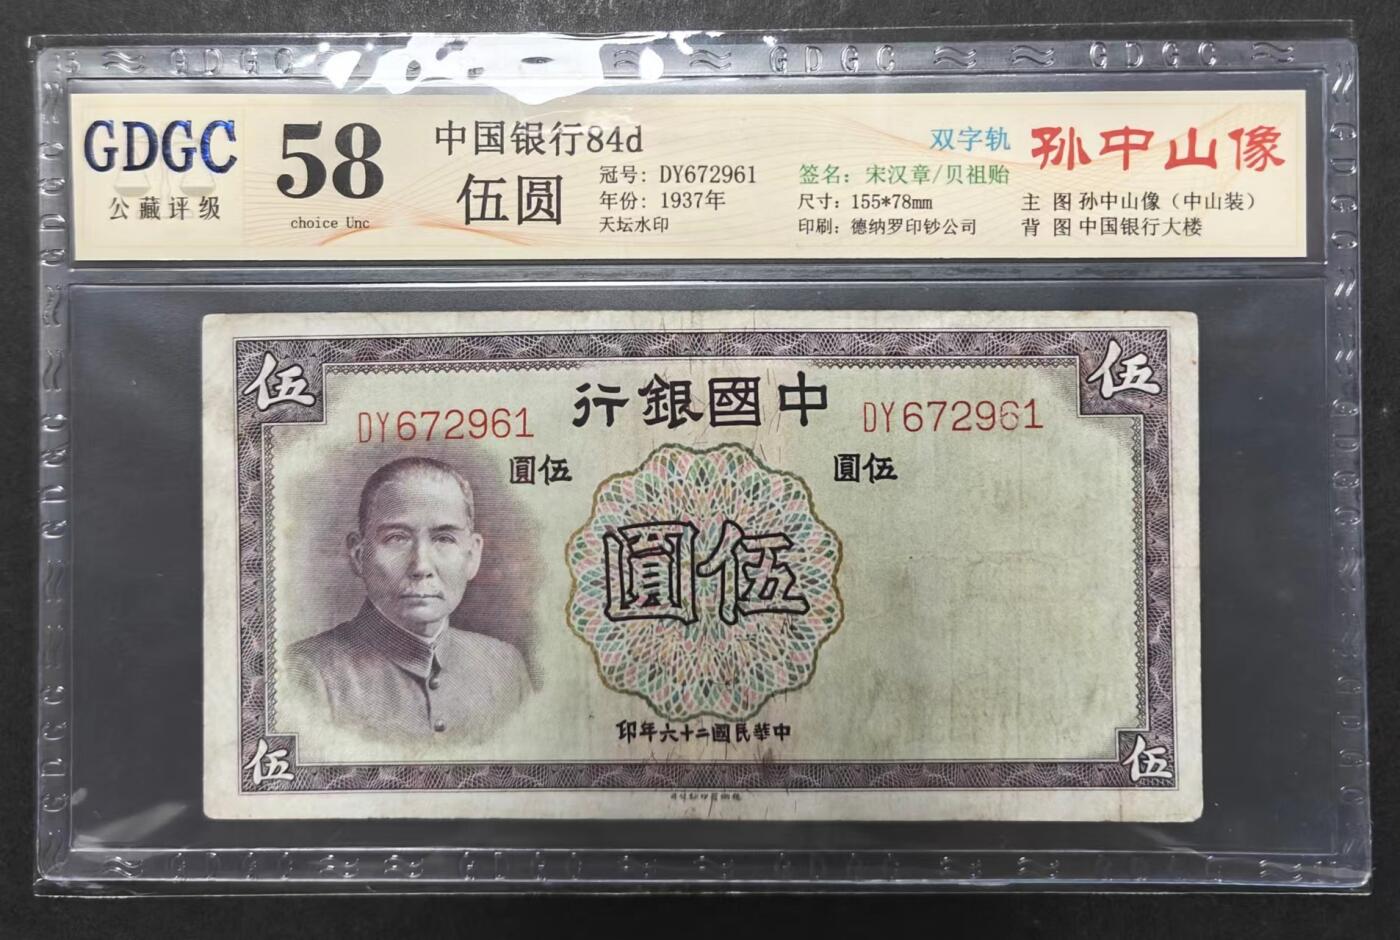 GDGC
公藏评级
58
choice Unc
中国银行84d
伍圆
冠号: DY672961
年份: 1937年
天坛水印
双字轨
签名: 宋汉章/贝祖贻
尺寸: 155*78mm
印刷: 德纳罗印钞公司
孙中山像
主 图 孙中山像（中山装）
背 图 中国银行大楼
伍
伍
行銀國中
DY672961
DY672961
圓伍
圓伍
圓伍
印年六十二國民華中
伍
伍